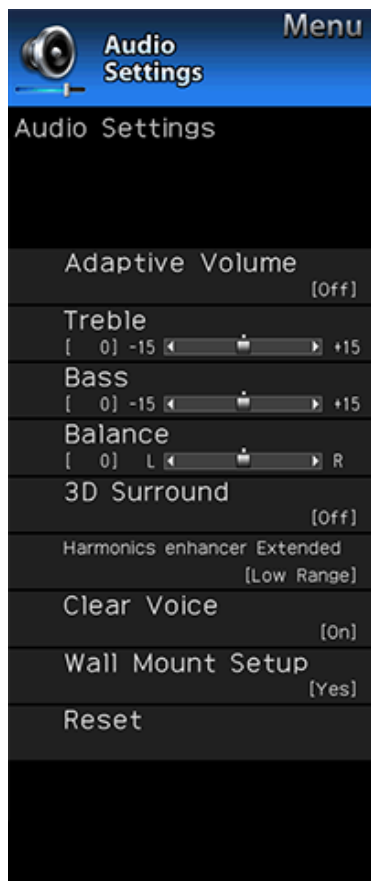 Menu
Audio
Settings
Audio Settings
Adaptive Volume
[Off]
Treble
[ 0] -15 +15
Bass
[ 0] -15 +15
Balance
[ 0] L R
3D Surround
[Off]
Harmonics enhancer Extended
[Low Range]
Clear Voice
[On]
Wall Mount Setup
[Yes]
Reset